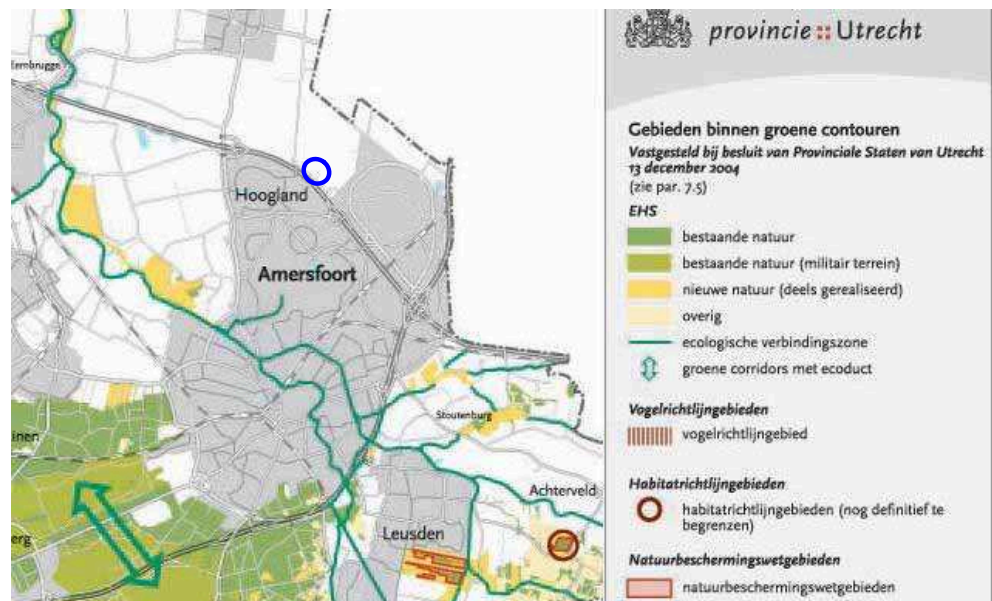 Hoogland
Amersfoort
Stoutenburg
Achterveld
Leusden
provincie :: Utrecht
Gebieden binnen groene contouren
Vastgesteld bij besluit van Provinciale Staten van Utrecht
13 december 2004
(zie par. 7.5)
EHS
bestaande natuur
bestaande natuur (militair terrein)
nieuwe natuur (deels gerealiseerd)
overig
ecologische verbindingszone
groene corridors met ecoduct
Vogelrichtlijngebieden
vogelrichtlijngebied
Habitatrichtlijngebieden
habitatrichtlijngebieden (nog definitief te
begrenzen)
Natuurbeschermingswetgebieden
natuurbeschermingswetgebieden